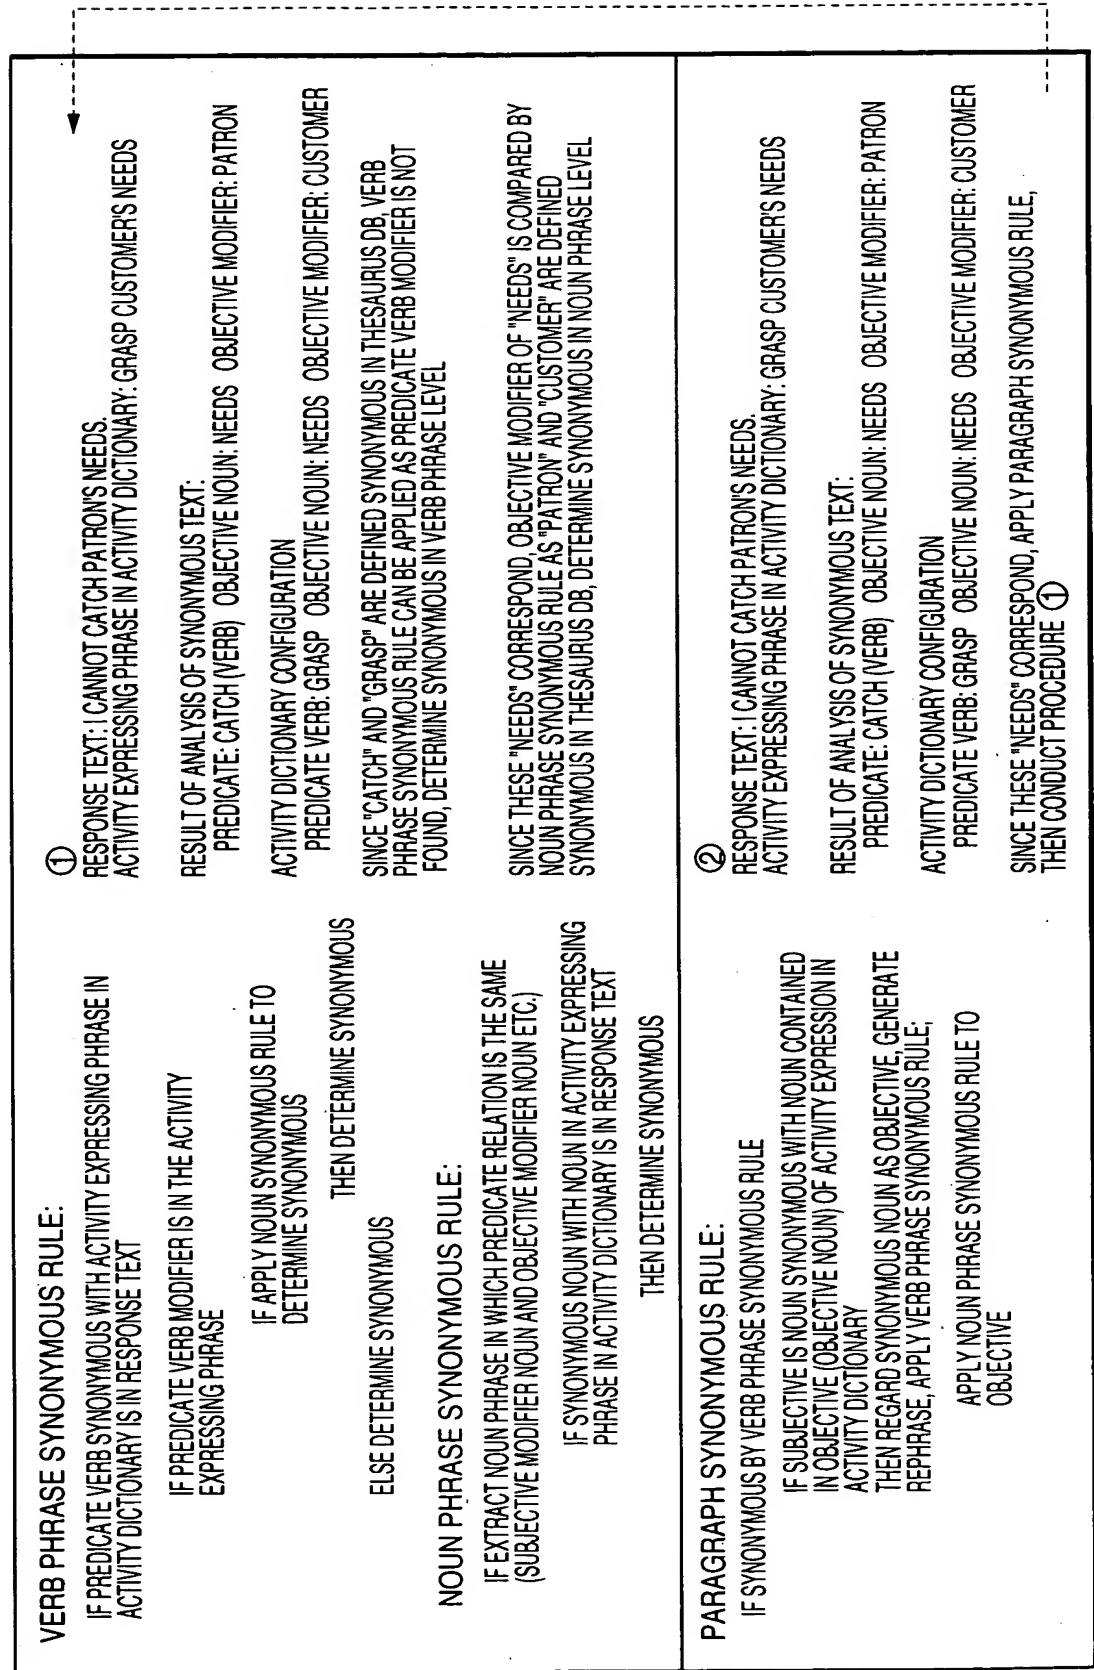 VERB PHRASE SYNONYMOUS RULE:
IF PREDICATE VERB SYNONYMOUS WITH ACTIVITY EXPRESSING PHRASE IN
ACTIVITY DICTIONARY IS IN RESPONSE TEXT
IF PREDICATE VERB MODIFIER IS IN THE ACTIVITY
EXPRESSING PHRASE
IF APPLY NOUN SYNONYMOUS RULE TO
DETERMINE SYNONYMOUS
THEN DETERMINE SYNONYMOUS
ELSE DETERMINE SYNONYMOUS
NOUN PHRASE SYNONYMOUS RULE:
IF EXTRACT NOUN PHRASE IN WHICH PREDICATE RELATION IS THE SAME
(SUBJECTIVE MODIFIER NOUN AND OBJECTIVE MODIFIER NOUN ETC.)
IF SYNONYMOUS NOUN WITH NOUN IN ACTIVITY EXPRESSING
PHRASE IN ACTIVITY DICTIONARY IS IN RESPONSE TEXT
THEN DETERMINE SYNONYMOUS
①
RESPONSE TEXT: I CANNOT CATCH PATRON'S NEEDS.
ACTIVITY EXPRESSING PHRASE IN ACTIVITY DICTIONARY: GRASP CUSTOMER'S NEEDS
RESULT OF ANALYSIS OF SYNONYMOUS TEXT:
PREDICATE: CATCH (VERB) OBJECTIVE NOUN: NEEDS OBJECTIVE MODIFIER: PATRON
ACTIVITY DICTIONARY CONFIGURATION
PREDICATE VERB: GRASP OBJECTIVE NOUN: NEEDS OBJECTIVE MODIFIER: CUSTOMER
SINCE "CATCH" AND "GRASP" ARE DEFINED SYNONYMOUS IN THESAURUS DB, VERB
PHRASE SYNONYMOUS RULE CAN BE APPLIED AS PREDICATE VERB MODIFIER IS NOT
FOUND, DETERMINE SYNONYMOUS IN VERB PHRASE LEVEL
SINCE THESE "NEEDS" CORRESPOND, OBJECTIVE MODIFIER OF "NEEDS" IS COMPARED BY
NOUN PHRASE SYNONYMOUS RULE AS "PATRON" AND "CUSTOMER" ARE DEFINED
SYNONYMOUS IN THESAURUS DB, DETERMINE SYNONYMOUS IN NOUN PHRASE LEVEL
PARAGRAPH SYNONYMOUS RULE:
IF SYNONYMOUS BY VERB PHRASE SYNONYMOUS RULE
IF SUBJECTIVE IS NOUN SYNONYMOUS WITH NOUN CONTAINED
IN OBJECTIVE (OBJECTIVE NOUN) OF ACTIVITY EXPRESSION IN
ACTIVITY DICTIONARY
THEN REGARD SYNONYMOUS NOUN AS OBJECTIVE, GENERATE
REPHRASE, APPLY VERB PHRASE SYNONYMOUS RULE;
APPLY NOUN PHRASE SYNONYMOUS RULE TO
OBJECTIVE
②
RESPONSE TEXT: I CANNOT CATCH PATRON'S NEEDS.
ACTIVITY EXPRESSING PHRASE IN ACTIVITY DICTIONARY: GRASP CUSTOMER'S NEEDS
RESULT OF ANALYSIS OF SYNONYMOUS TEXT:
PREDICATE: CATCH (VERB) OBJECTIVE NOUN: NEEDS OBJECTIVE MODIFIER: PATRON
ACTIVITY DICTIONARY CONFIGURATION
PREDICATE VERB: GRASP OBJECTIVE NOUN: NEEDS OBJECTIVE MODIFIER: CUSTOMER
SINCE THESE "NEEDS" CORRESPOND, APPLY PARAGRAPH SYNONYMOUS RULE,
THEN CONDUCT PROCEDURE ①